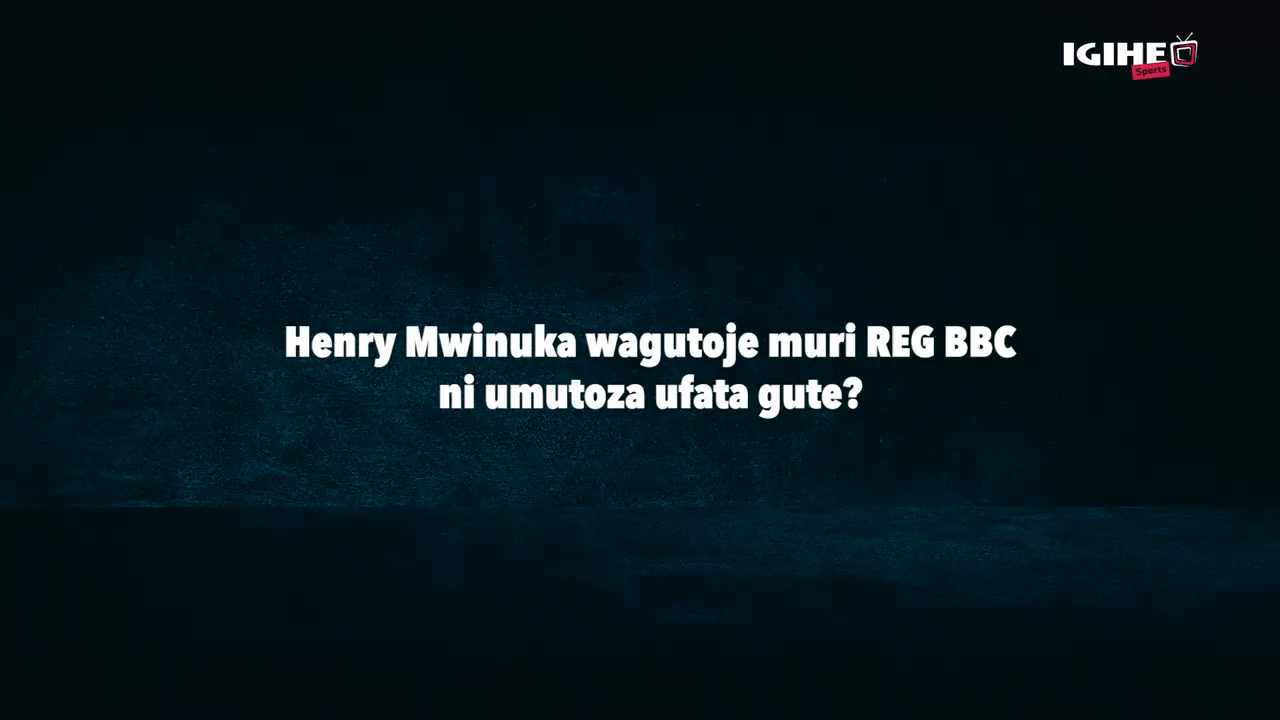 IGIHE
Sports
Henry Mwinuka wagutoje muri REG BBC
ni umutoza ufata gute?